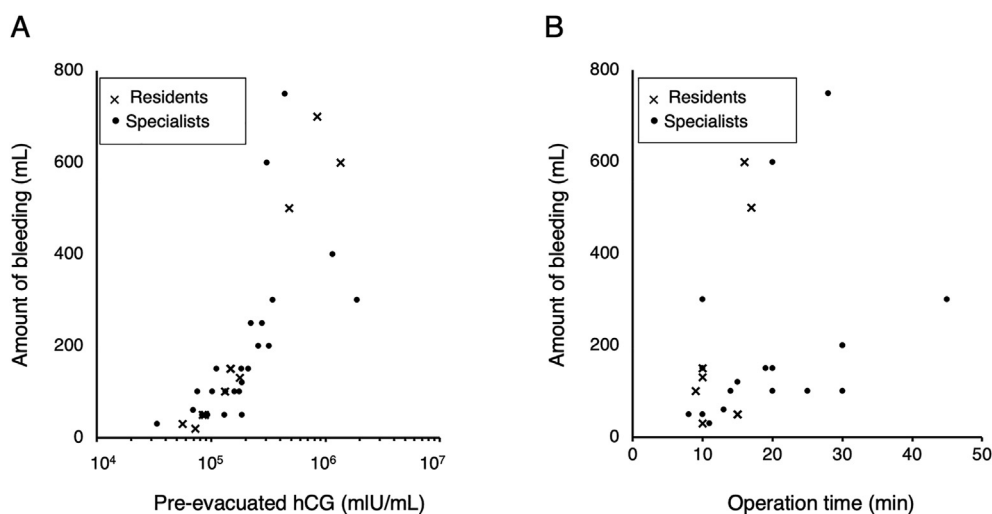 A
B
800
600
400
200
0
× Residents
● Specialists
Amount of bleeding (mL)
10⁴ 10⁵ 10⁶ 10⁷
Pre-evacuated hCG (mIU/mL)
800
600
400
200
0
× Residents
● Specialists
Amount of bleeding (mL)
0 10 20 30 40 50
Operation time (min)